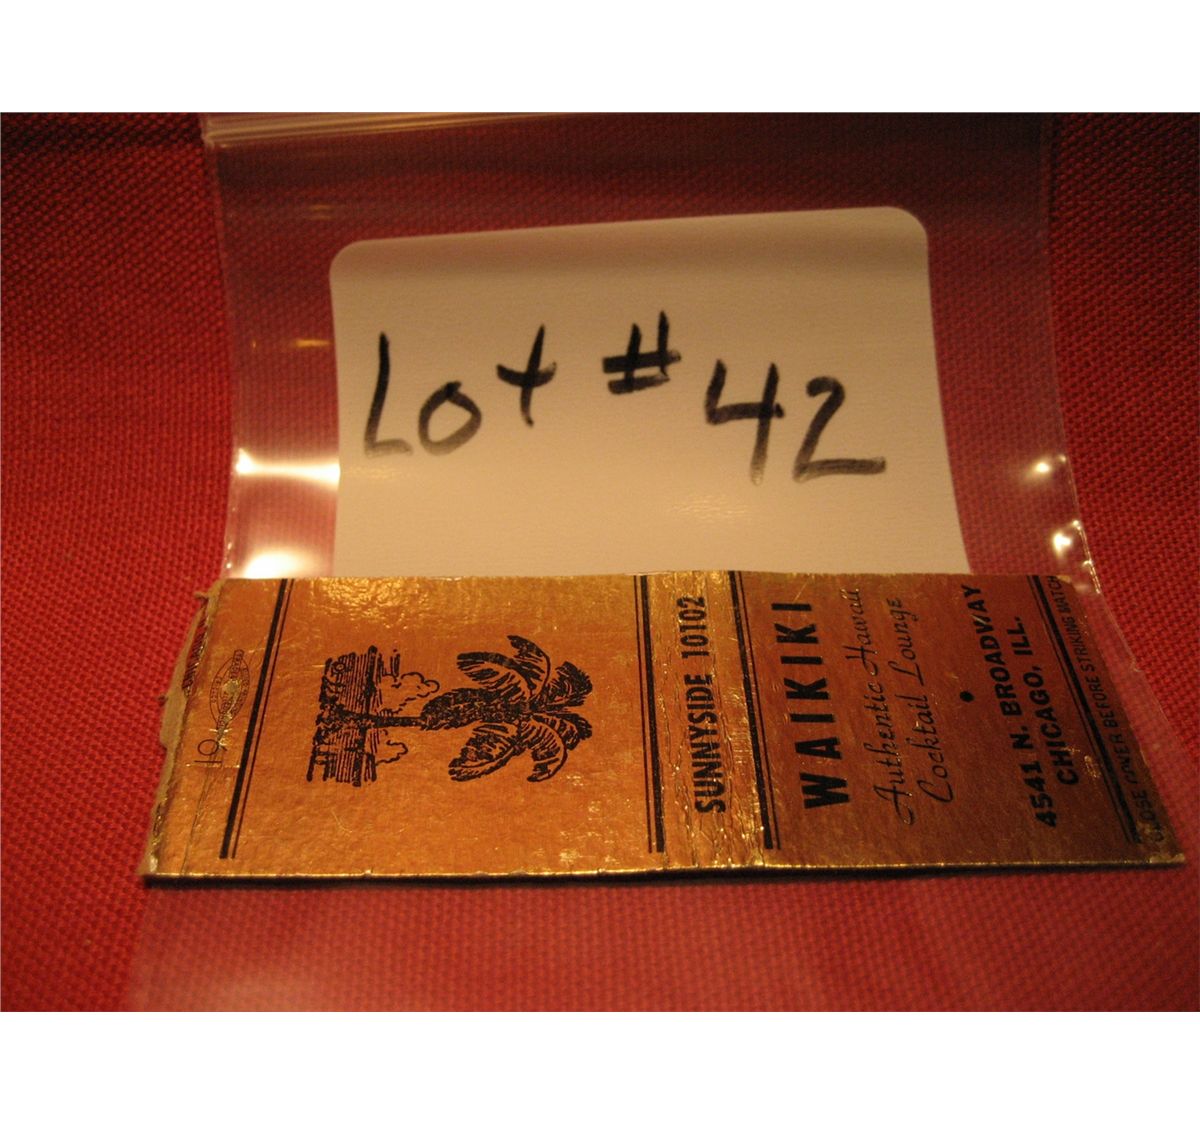 Lot # 42
SUNNYSIDE 10102
WAIKIKI
Authentic Hawaii
Cocktail Lounge
4541 N. BROADWAY
CHICAGO, ILL.
CLOSE COVER BEFORE STRIKING MATCH